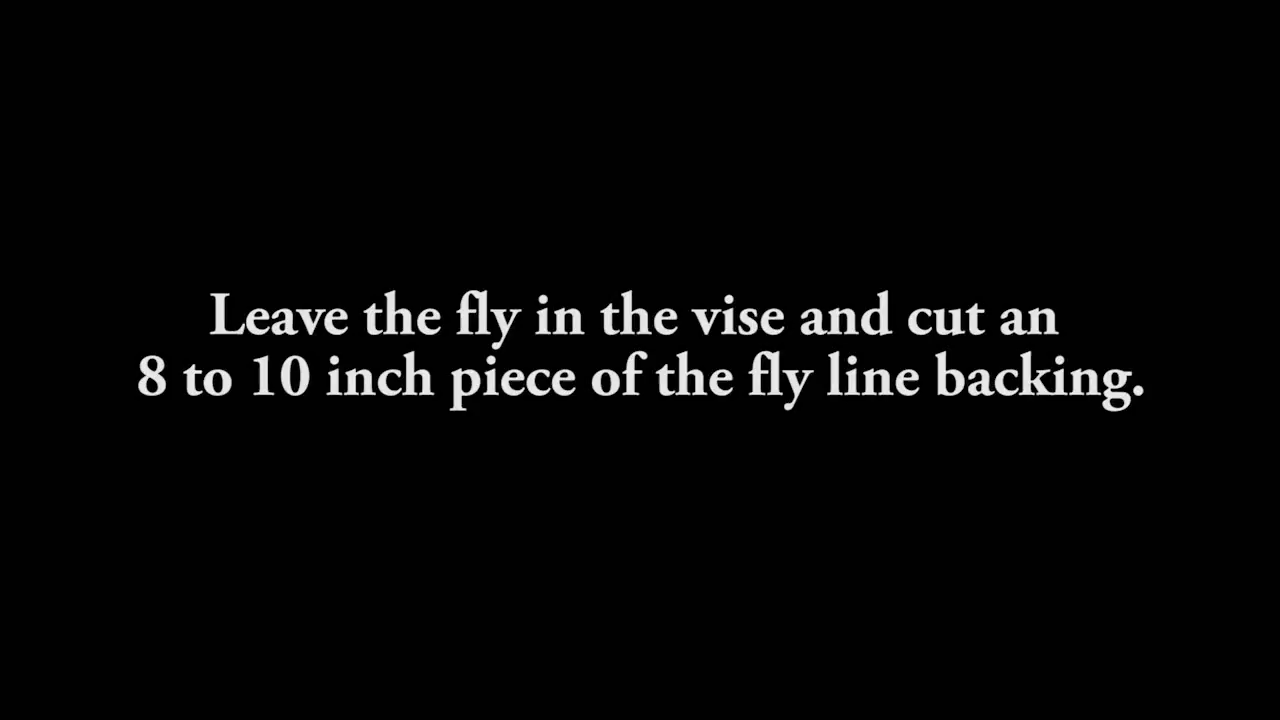 Leave the fly in the vise and cut an
8 to 10 inch piece of the fly line backing.